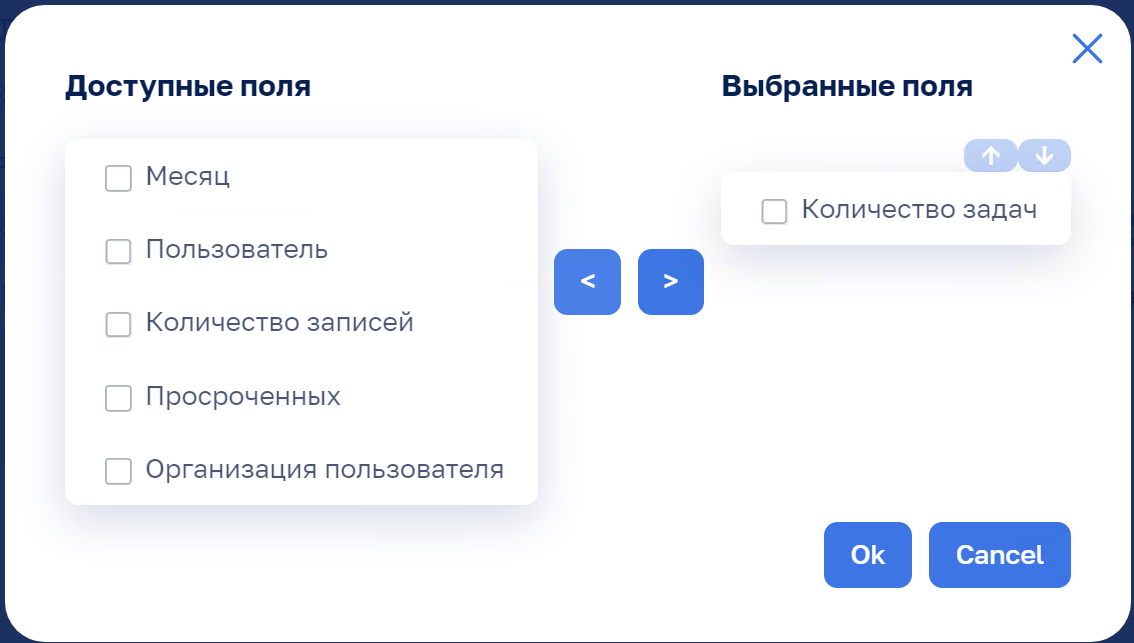 Доступные поля
Месяц
Пользователь
Количество записей
Просроченных
Организация пользователя
<
>
Выбранные поля
Количество задач
Ok
Cancel